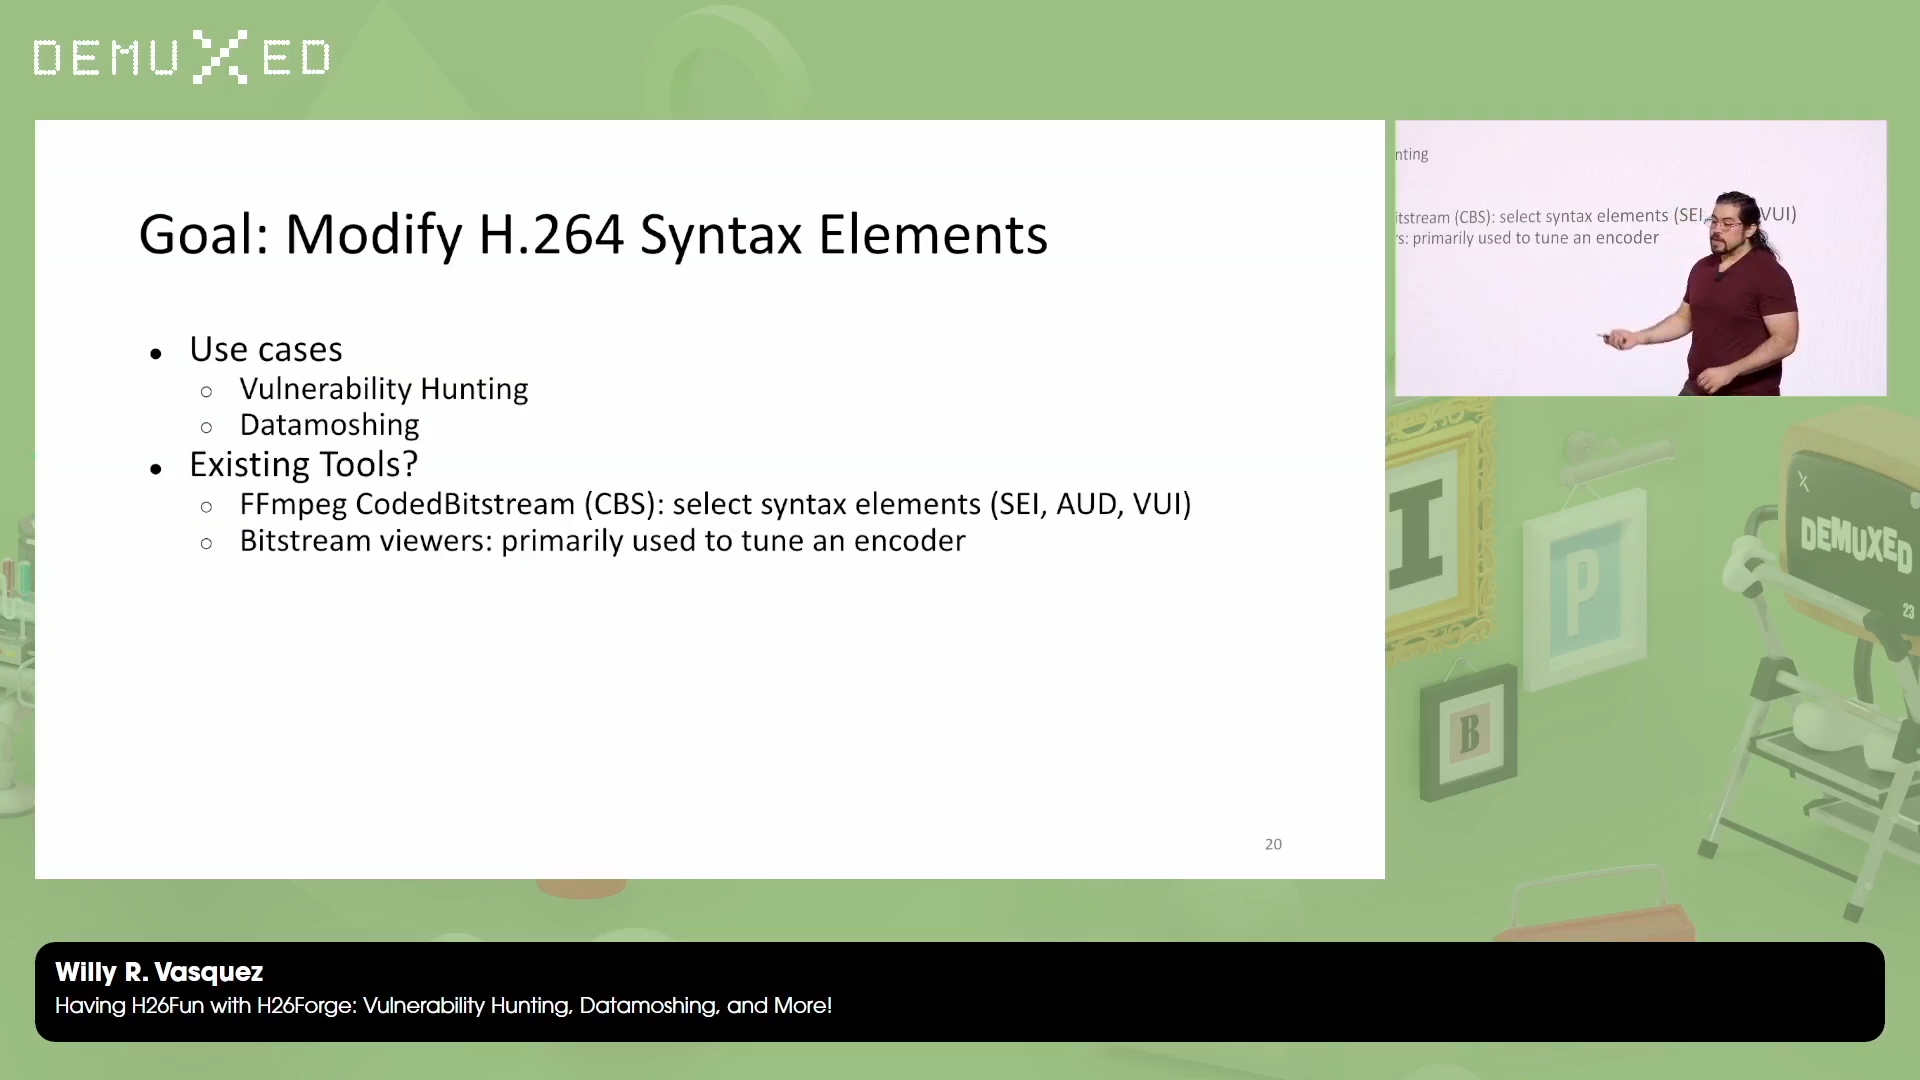 DEMUXED
Goal: Modify H.264 Syntax Elements
● Use cases
○ Vulnerability Hunting
○ Datamoshing
● Existing Tools?
○ FFmpeg CodedBitstream (CBS): select syntax elements (SEI, AUD, VUI)
○ Bitstream viewers: primarily used to tune an encoder
20
nting
itstream (CBS): select syntax elements (SEI, VUI)
s: primarily used to tune an encoder
I
P
B
DEMUXED
23
Willy R. Vasquez
Having H26Fun with H26Forge: Vulnerability Hunting, Datamoshing, and More!